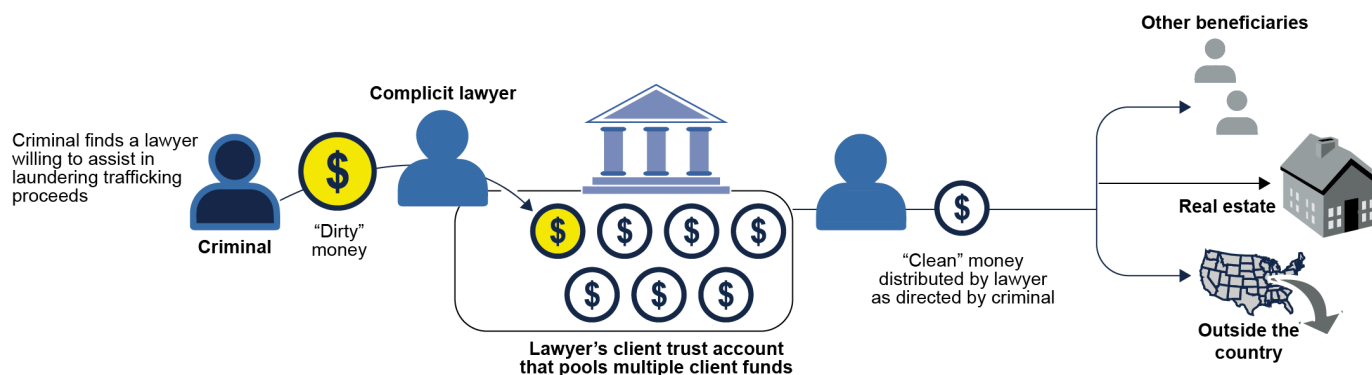 Criminal finds a lawyer
willing to assist in
laundering trafficking
proceeds
Criminal
$
“Dirty”
money
Complicit lawyer
$ $ $ $
$ $ $
Lawyer’s client trust account
that pools multiple client funds
$
“Clean” money
distributed by lawyer
as directed by criminal
Other beneficiaries
Real estate
Outside the
country